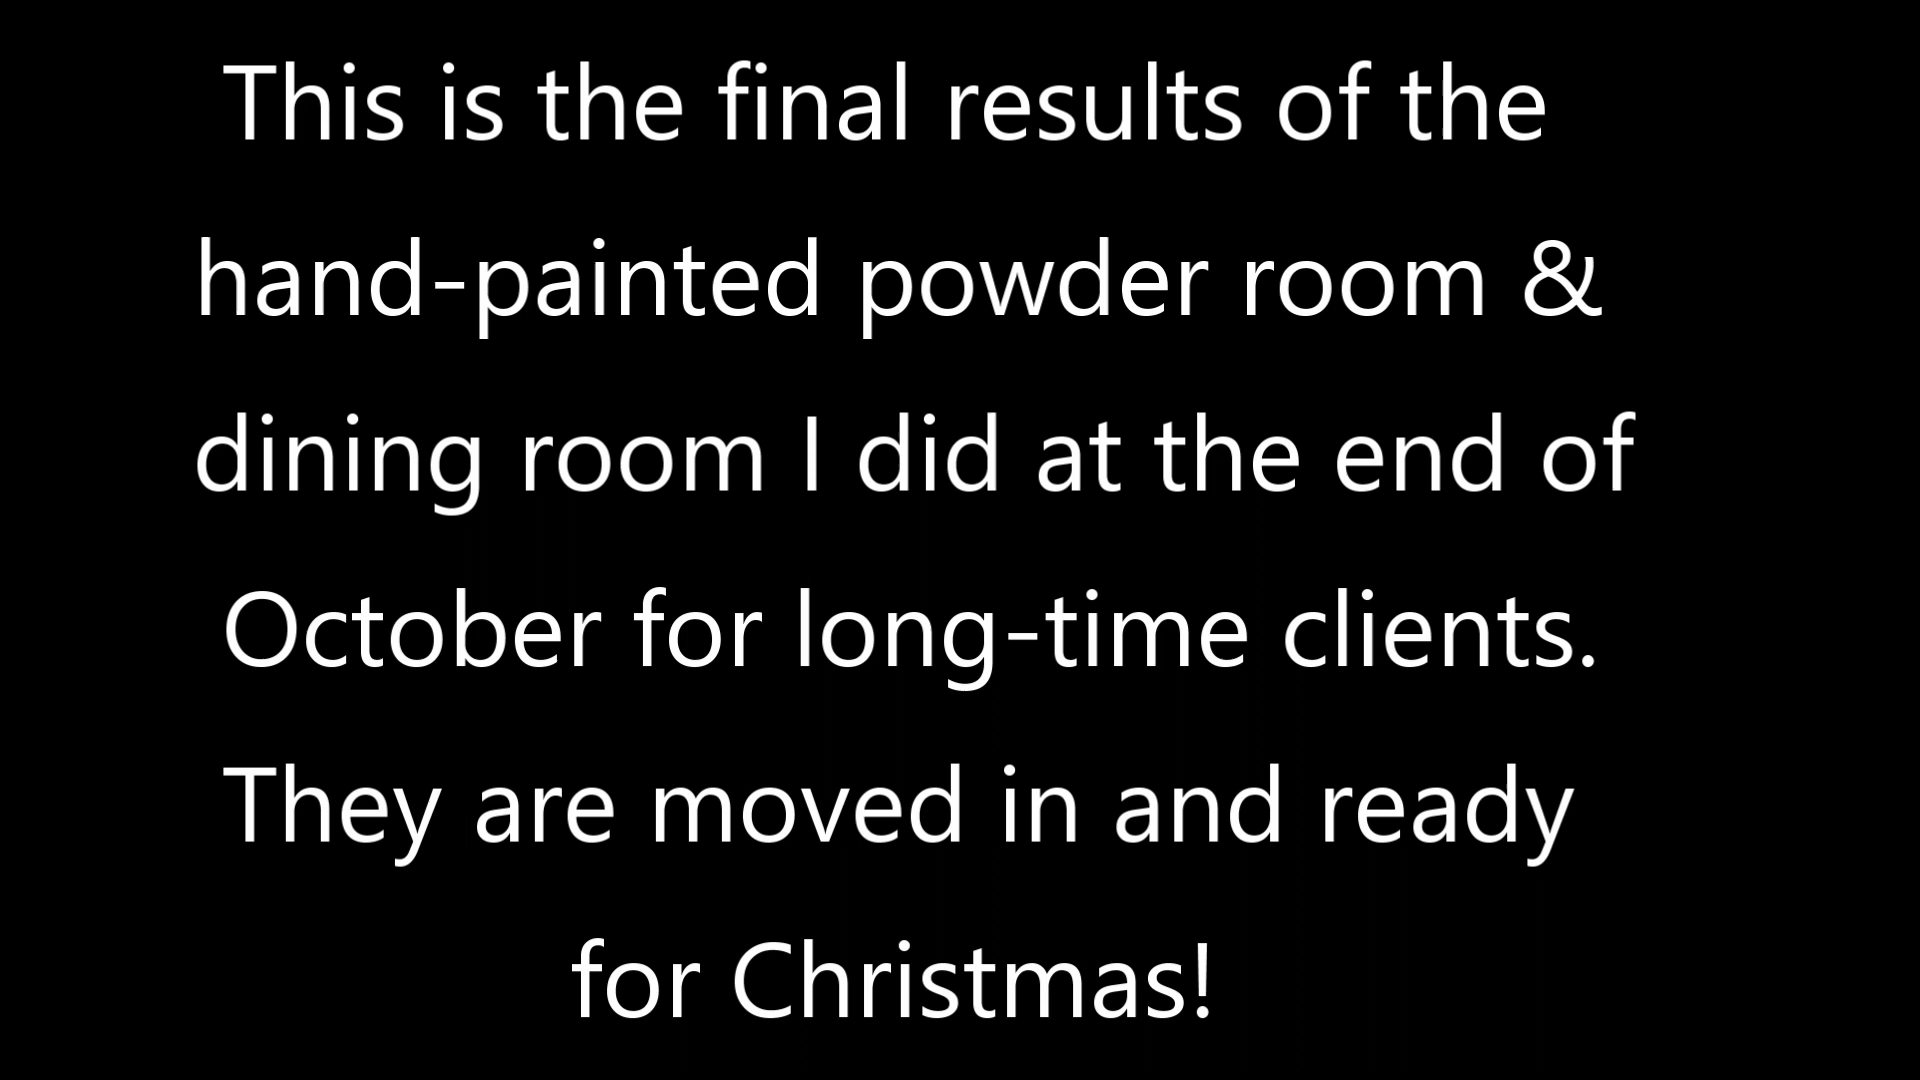 This is the final results of the
hand-painted powder room &
dining room I did at the end of
October for long-time clients.
They are moved in and ready
for Christmas!